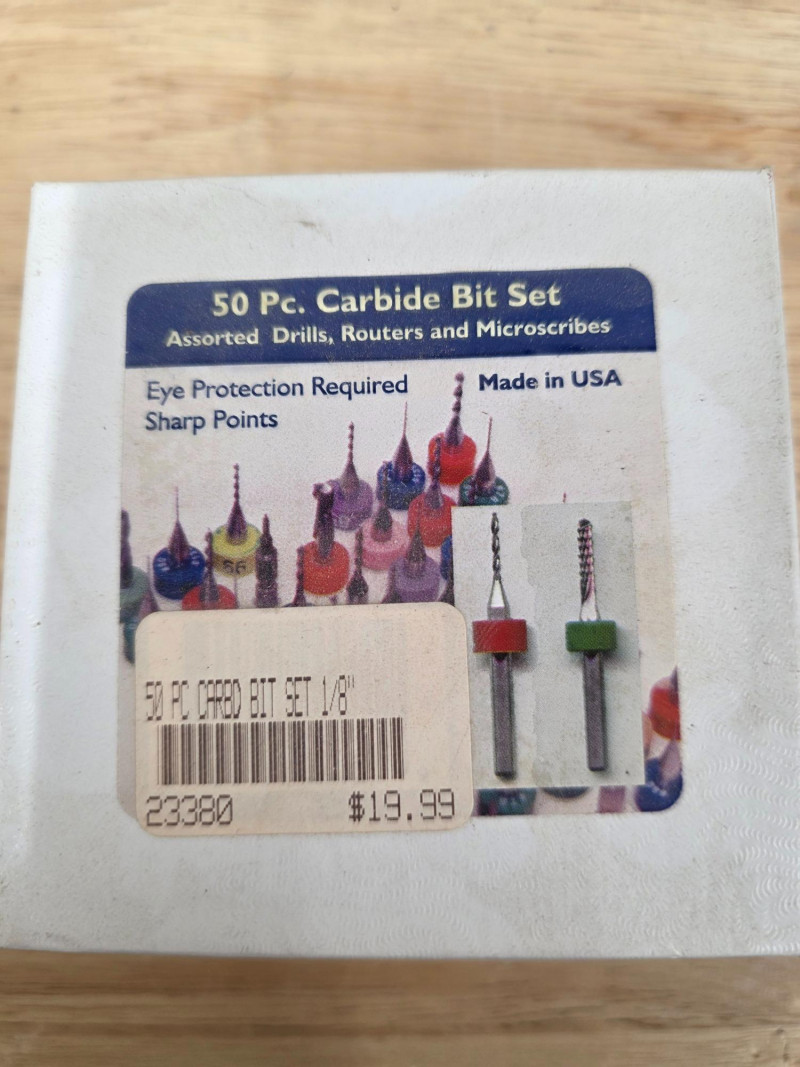 50 Pc. Carbide Bit Set
Assorted Drills, Routers and Microscribes
Eye Protection Required
Made in USA
Sharp Points
56
50 PC CARBD BIT SET 1/8"
23380 $19.99